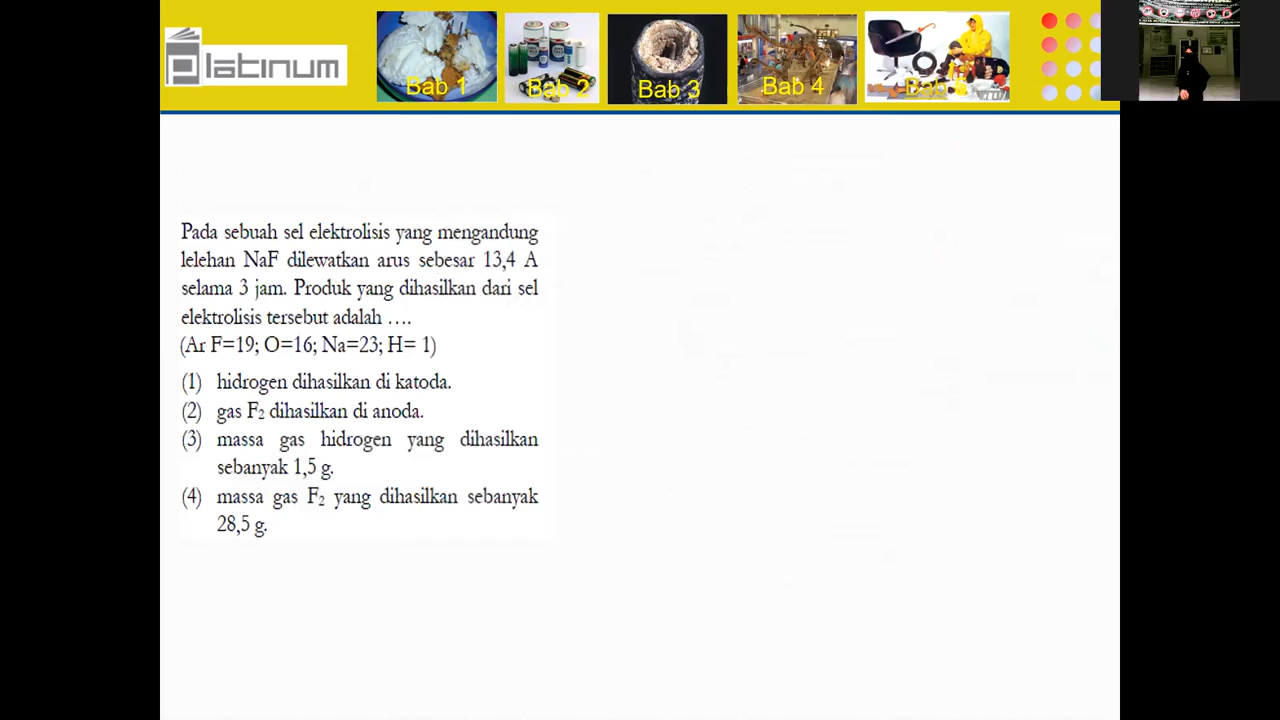 Platinum
Bab 1
Bab 2
Bab 3
Bab 4
Bab
Pada sebuah sel elektrolisis yang mengandung
lelehan NaF dilewatkan arus sebesar 13,4 A
selama 3 jam. Produk yang dihasilkan dari sel
elektrolisis tersebut adalah ….
(Ar F=19; O=16; Na=23; H= 1)
(1) hidrogen dihasilkan di katoda.
(2) gas F₂ dihasilkan di anoda.
(3) massa gas hidrogen yang dihasilkan
sebanyak 1,5 g.
(4) massa gas F₂ yang dihasilkan sebanyak
28,5 g.